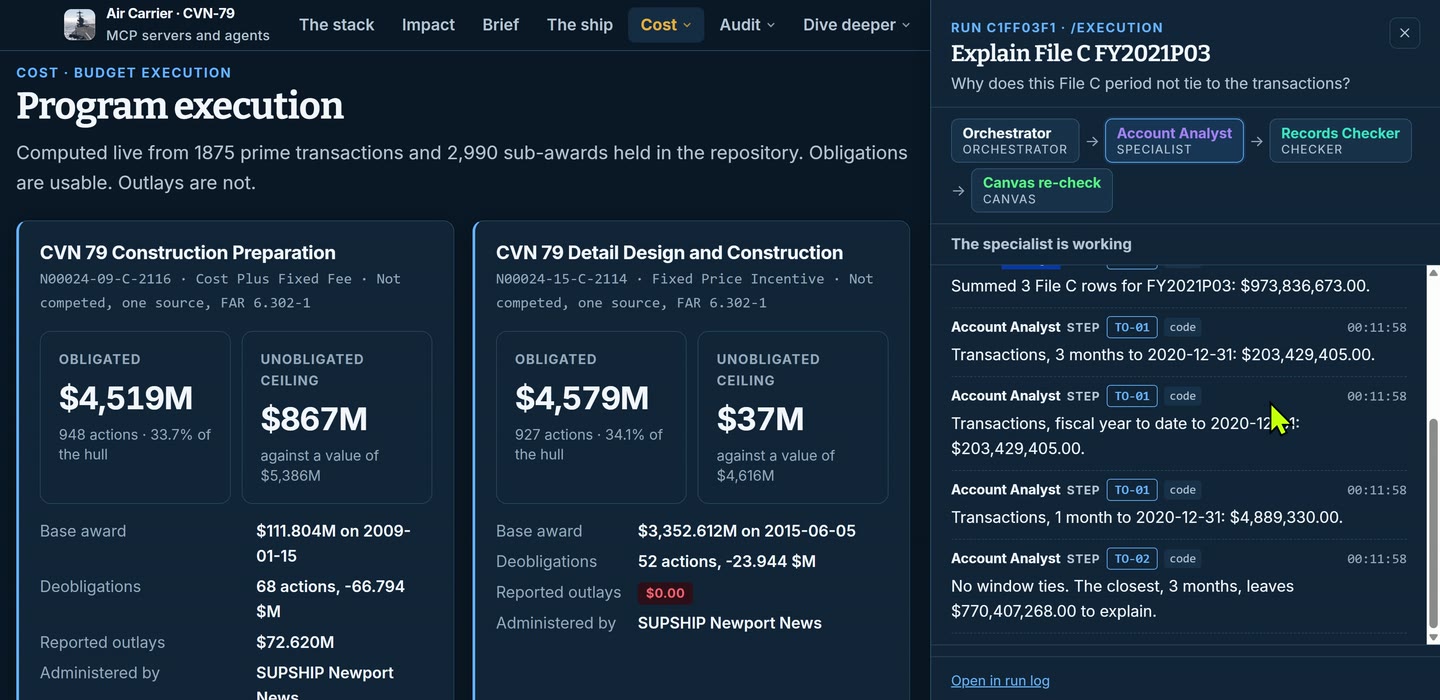 Air Carrier · CVN-79
MCP servers and agents
The stack
Impact
Brief
The ship
Cost
Audit
Dive deeper
COST · BUDGET EXECUTION
Program execution
Computed live from 1875 prime transactions and 2,990 sub-awards held in the repository. Obligations
are usable. Outlays are not.
CVN 79 Construction Preparation
N00024-09-C-2116 · Cost Plus Fixed Fee · Not
competed, one source, FAR 6.302-1
OBLIGATED
$4,519M
948 actions · 33.7% of
the hull
UNOBLIGATED
CEILING
$867M
against a value of
$5,386M
Base award
$111.804M on 2009-
01-15
Deobligations
68 actions, -66.794
$M
Reported outlays
$72.620M
Administered by
SUPSHIP Newport
News
CVN 79 Detail Design and Construction
N00024-15-C-2114 · Fixed Price Incentive · Not
competed, one source, FAR 6.302-1
OBLIGATED
$4,579M
927 actions · 34.1% of
the hull
UNOBLIGATED
CEILING
$37M
against a value of
$4,616M
Base award
$3,352.612M on 2015-06-05
Deobligations
52 actions, -23.944 $M
Reported outlays
$0.00
Administered by
SUPSHIP Newport News
RUN C1FF03F1 · /EXECUTION
Explain File C FY2021P03
Why does this File C period not tie to the transactions?
Orchestrator
ORCHESTRATOR
→
Account Analyst
SPECIALIST
→
Records Checker
CHECKER
→
Canvas re-check
CANVAS
The specialist is working
Summed 3 File C rows for FY2021P03: $973,836,673.00.
Account Analyst STEP TO-01 code 00:11:58
Transactions, 3 months to 2020-12-31: $203,429,405.00.
Account Analyst STEP TO-01 code 00:11:58
Transactions, fiscal year to date to
$203,429,405.00.
Account Analyst STEP TO-01 code 00:11:58
Transactions, 1 month to 2020-12-31: $4,889,330.00.
Account Analyst STEP TO-02 code 00:11:58
No window ties. The closest, 3 months, leaves
$770,407,268.00 to explain.
Open in run log